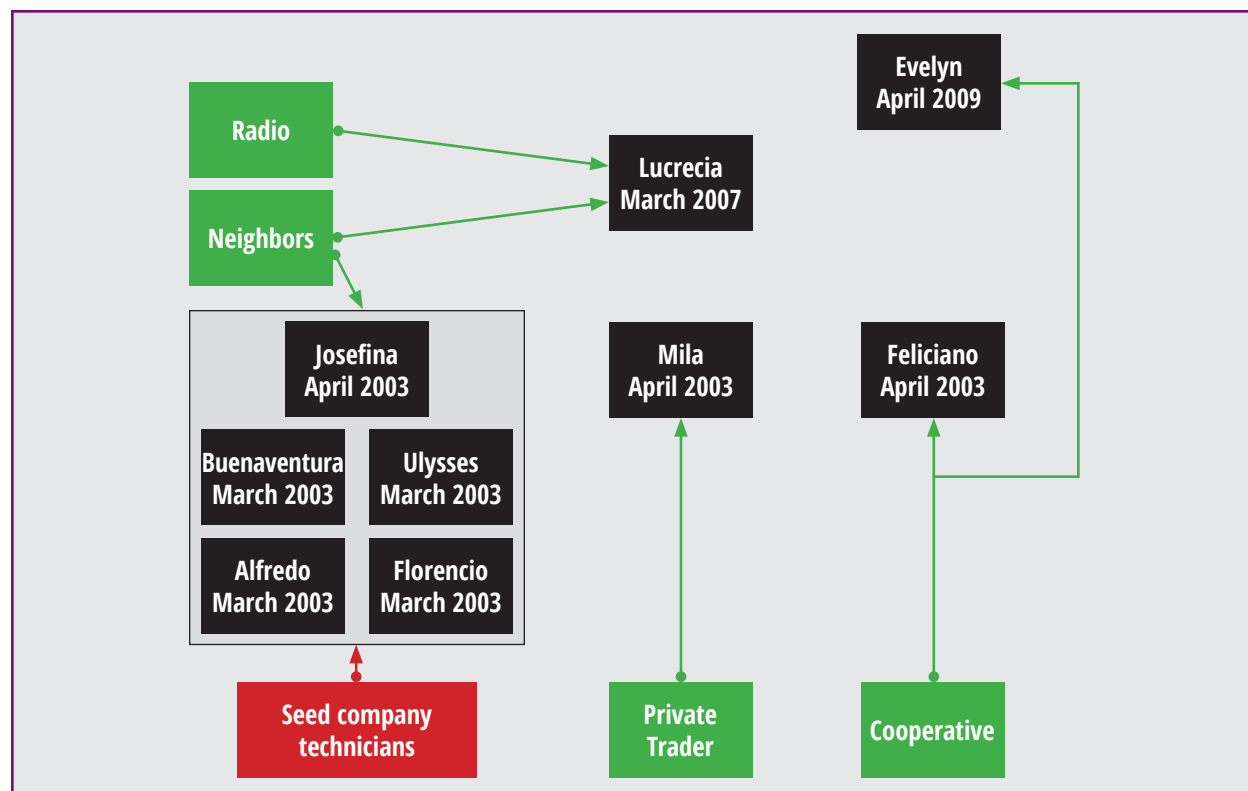 Evelyn
April 2009
Radio
Lucrecia
March 2007
Neighbors
Josefina
April 2003
Mila
April 2003
Feliciano
April 2003
Buenaventura
March 2003
Ulysses
March 2003
Alfredo
March 2003
Florencio
March 2003
Seed company
technicians
Private
Trader
Cooperative